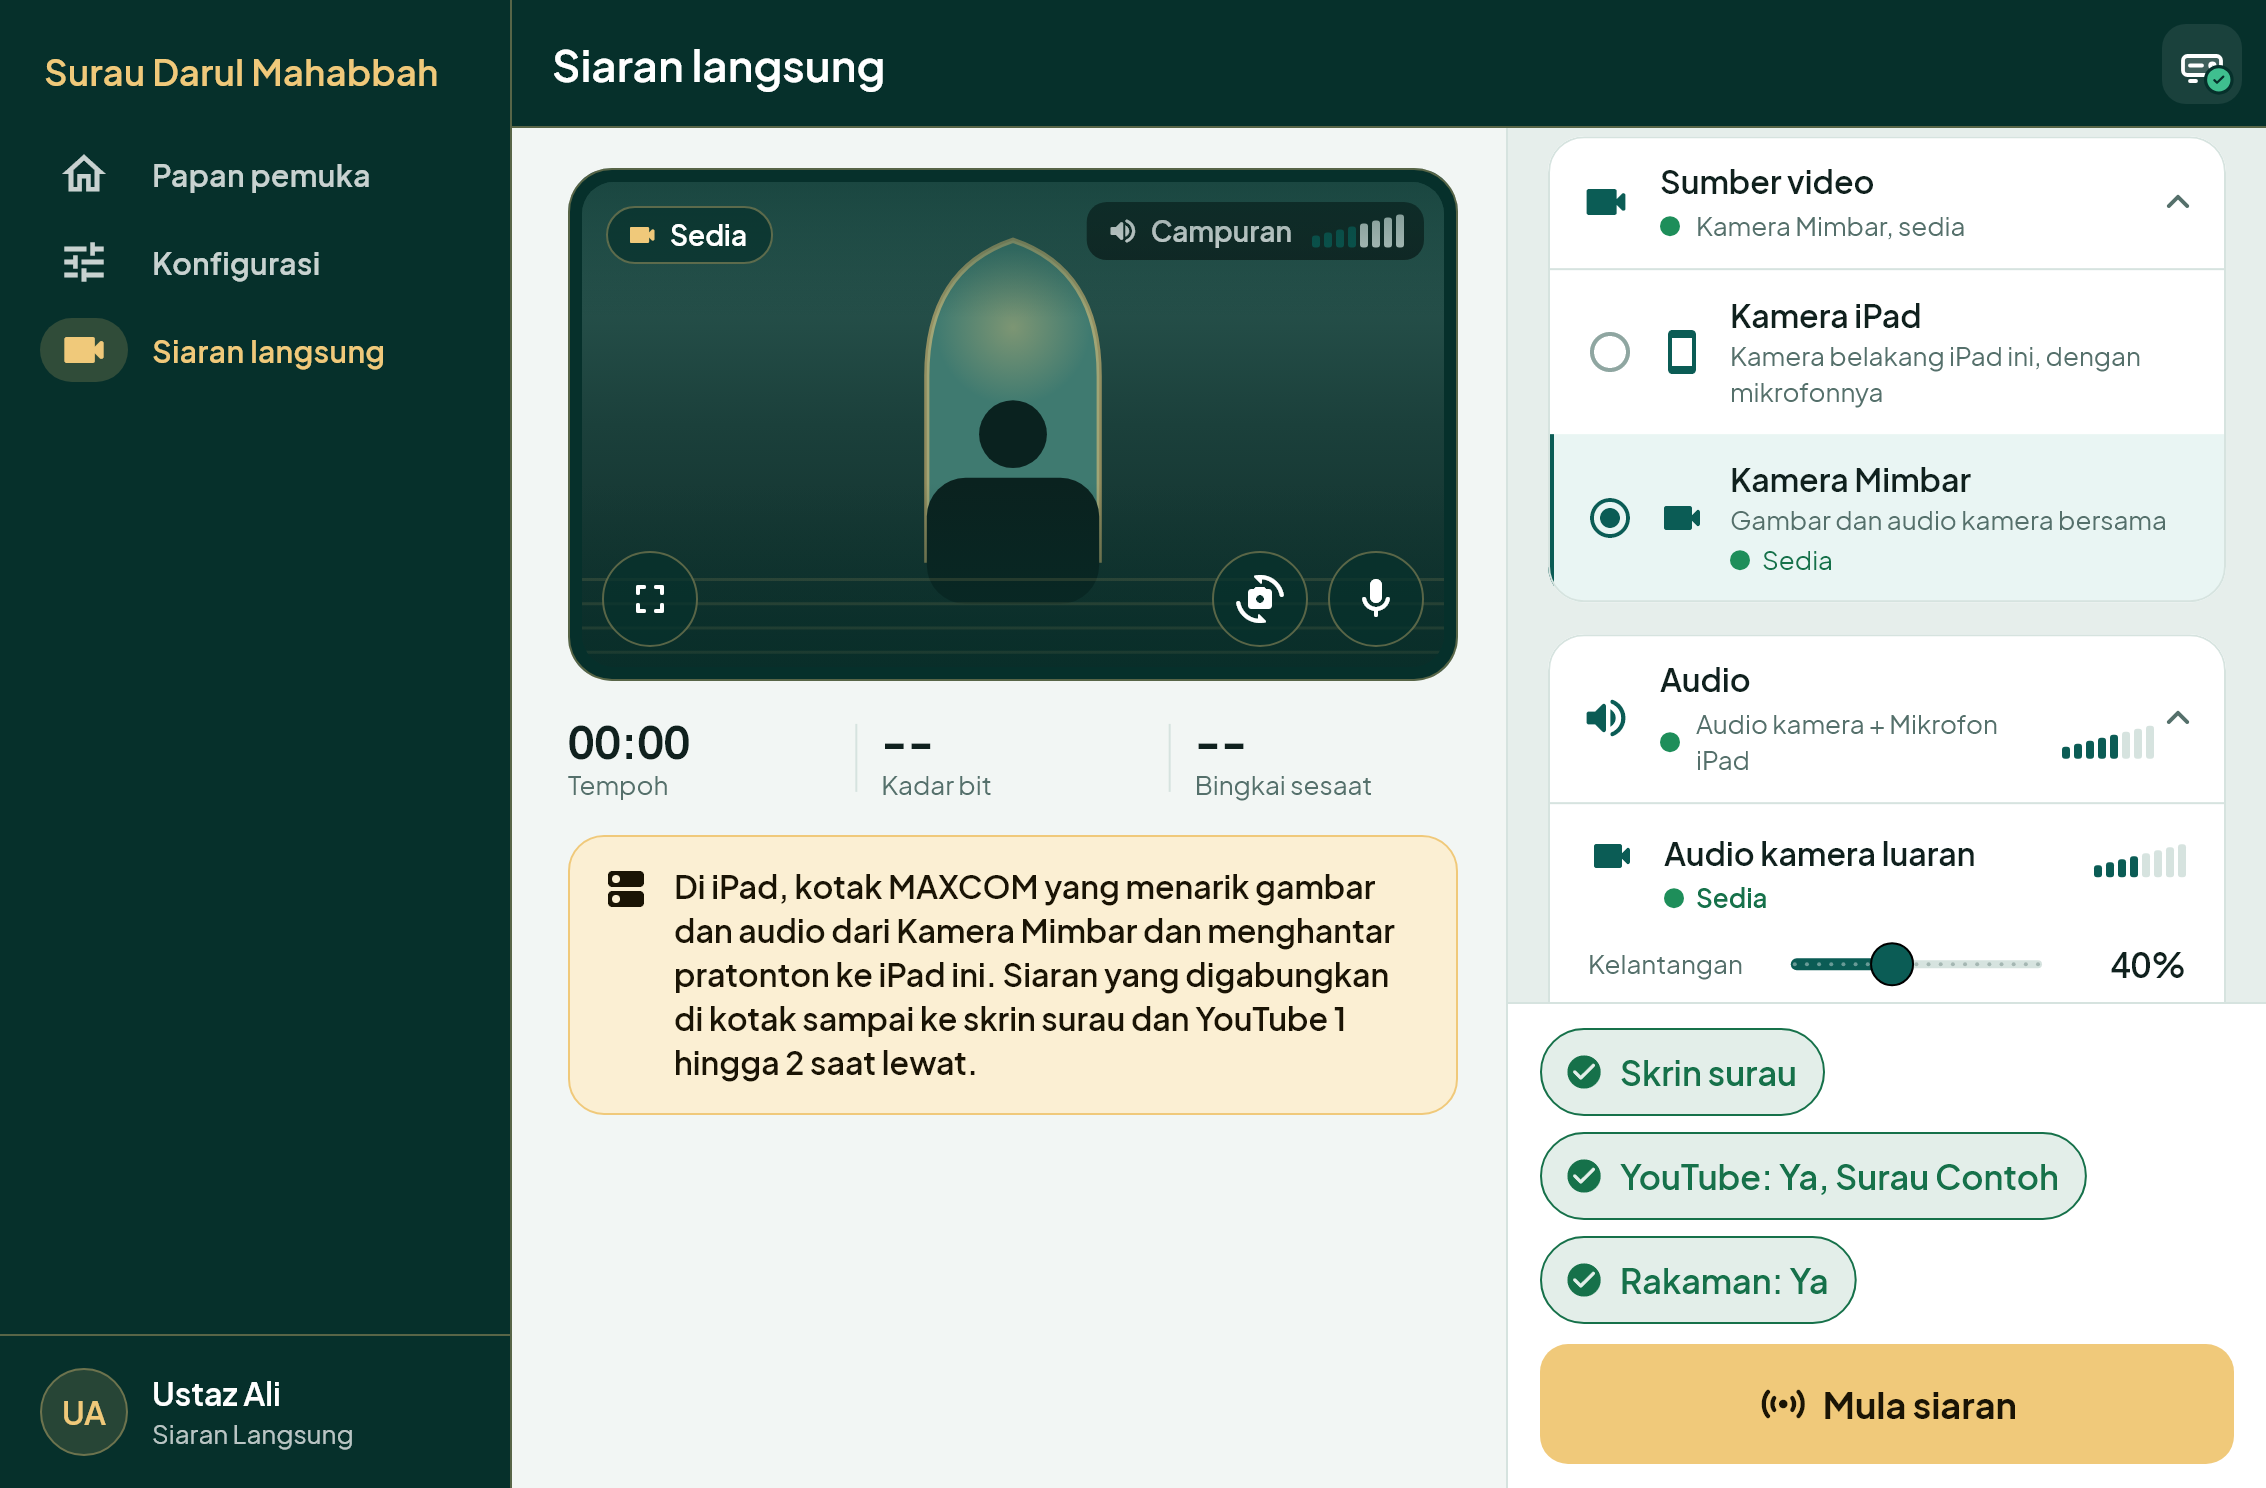 Surau Darul Mahabbah
Papan pemuka
Konfigurasi
Siaran langsung
Ustaz Ali
UA
Siaran Langsung
Siaran langsung
Sedia
Campuran
00:00
Tempoh
--
Kadar bit
--
Bingkai sesaat
Di iPad, kotak MAXCOM yang menarik gambar
dan audio dari Kamera Mimbar dan menghantar
pratonton ke iPad ini. Siaran yang digabungkan
di kotak sampai ke skrin surau dan YouTube 1
hingga 2 saat lewat.
Sumber video
Kamera Mimbar, sedia
Kamera iPad
Kamera belakang iPad ini, dengan
mikrofonnya
Kamera Mimbar
Gambar dan audio kamera bersama
Sedia
Audio
Audio kamera + Mikrofon
iPad
Audio kamera luaran
Sedia
Kelantangan
40%
Skrin surau
YouTube: Ya, Surau Contoh
Rakaman: Ya
Mula siaran